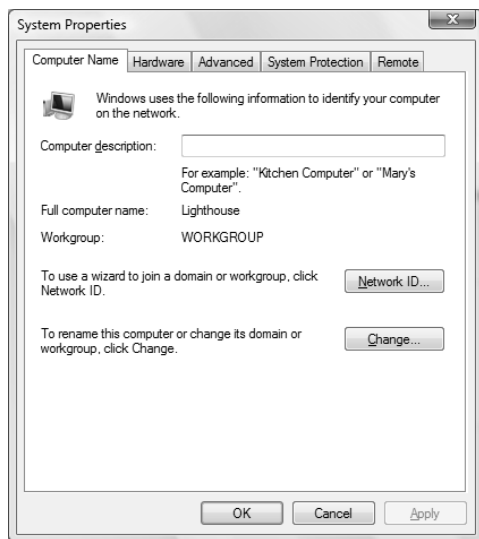 System Properties
Computer Name Hardware Advanced System Protection Remote
Windows uses the following information to identify your computer
on the network.
Computer description:
For example: "Kitchen Computer" or "Mary's
Computer".
Full computer name: Lighthouse
Workgroup: WORKGROUP
To use a wizard to join a domain or workgroup, click
Network ID.
Network ID...
To rename this computer or change its domain or
workgroup, click Change.
Change...
OK Cancel Apply